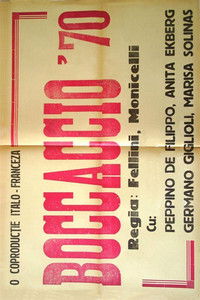 O COPRODUCTIE ITALO - FRANCEZA
BOCCACCIO '70
Regia: Fellini, Monicelli
Cu:
PEPPINO DE FILIPPO, ANITA EKBERG
GERMANO GIGLIOLI, MARISA SOLINAS